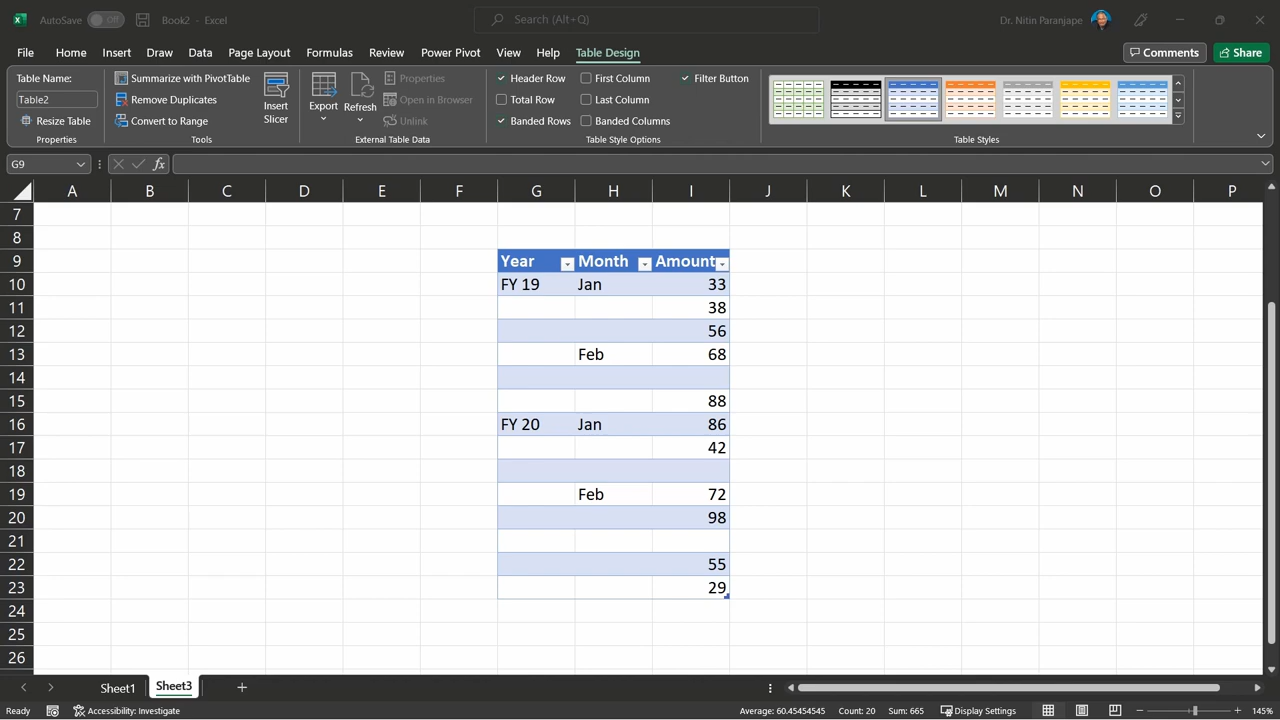 AutoSave Off Book2 - Excel Search (Alt+Q) Dr. Nitin Paranjape
File Home Insert Draw Data Page Layout Formulas Review View Power Pivot Help Table Design Comments Share
Table Name:
Table2
Resize Table
Properties
Summarize with PivotTable
Remove Duplicates
Convert to Range
Insert
Slicer
Tools
Export
Refresh
Properties
Open in Browser
Unlink
External Table Data
Header Row First Column Filter Button
Total Row Last Column
Banded Rows Banded Columns
Table Style Options
Table Styles
G9 fx
A B C D E F G H I J K L M N O P
7
8
9 Year Month Amount
10 FY 19 Jan 33
11 38
12 56
13 Feb 68
14
15 88
16 FY 20 Jan 86
17 42
18
19 Feb 72
20 98
21
22 55
23 29
24
25
26
Sheet1 Sheet3
Ready Accessibility: Investigate Average: 60.45454545 Count: 20 Sum: 665 Display Settings 145%